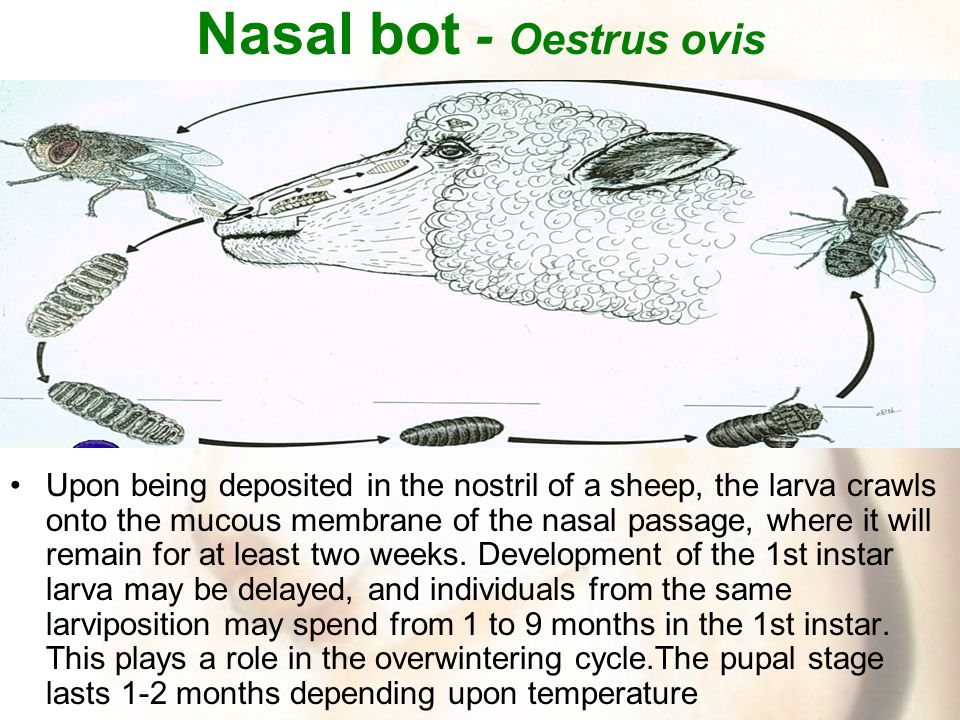 Nasal bot - Oestrus ovis
F
• Upon being deposited in the nostril of a sheep, the larva crawls
onto the mucous membrane of the nasal passage, where it will
remain for at least two weeks. Development of the 1st instar
larva may be delayed, and individuals from the same
larviposition may spend from 1 to 9 months in the 1st instar.
This plays a role in the overwintering cycle.The pupal stage
lasts 1-2 months depending upon temperature